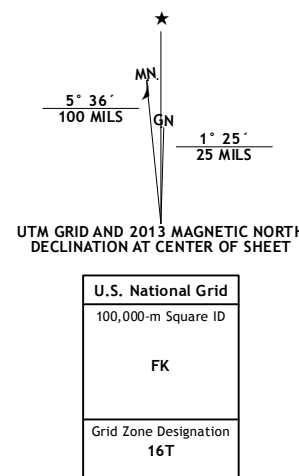 ★
MN.
5° 36´
100 MILS
GN
1° 25´
25 MILS
UTM GRID AND 2013 MAGNETIC NORTH
DECLINATION AT CENTER OF SHEET
U.S. National Grid
100,000-m Square ID
FK
Grid Zone Designation
16T